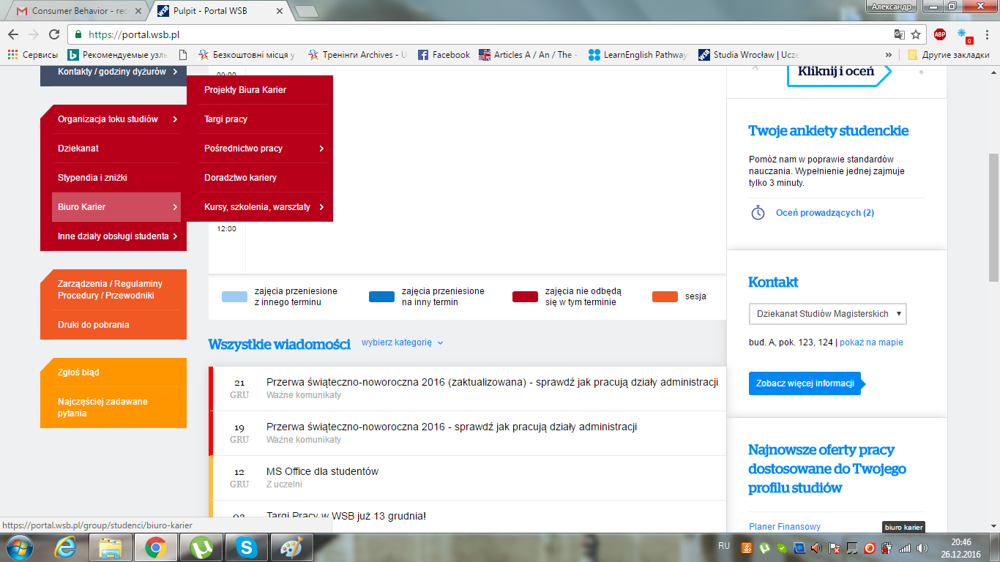 Consumer Behavior - rec
Pulpit - Portal WSB
Александр
https://portal.wsb.pl
ABP
0
Сервисы
Рекомендуемые узл
Безкоштовні місця у
Тренінги Archives - U
Facebook
Articles A / An / The -
LearnEnglish Pathway
Studia Wrocław | Ucze
»
Другие закладки
Kontakty / godziny dyżurów
Organizacja toku studiów
Dziekanat
Stypendia i zniżki
Biuro Karier
Inne działy obsługi studenta
Projekty Biura Karier
Targi pracy
Pośrednictwo pracy
Doradztwo kariery
Kursy, szkolenia, warsztaty
Zarządzenia / Regulaminy
Procedury / Przewodniki
Druki do pobrania
Zgłoś błąd
Najczęściej zadawane
pytania
09:00
12:00
zajęcia przeniesione
z innego terminu
zajęcia przeniesione
na inny termin
zajęcia nie odbędą
się w tym terminie
sesja
Wszystkie wiadomości
wybierz kategorię
21
GRU
Przerwa świąteczno-noworoczna 2016 (zaktualizowana) - sprawdź jak pracują działy administracji
Ważne komunikaty
19
GRU
Przerwa świąteczno-noworoczna 2016 - sprawdź jak pracują działy administracji
Ważne komunikaty
12
GRU
MS Office dla studentów
Z uczelni
Targi Pracy w WSB już 13 grudnia!
Kliknij i oceń
Twoje ankiety studenckie
Pomóż nam w poprawie standardów
nauczania. Wypełnienie jednej zajmuje
tylko 3 minuty.
Oceń prowadzących (2)
Kontakt
Dziekanat Studiów Magisterskich
bud. A, pok. 123, 124 | pokaż na mapie
Zobacz więcej informacji
Najnowsze oferty pracy
dostosowane do Twojego
profilu studiów
Planer Finansowy
biuro karier
https://portal.wsb.pl/group/studenci/biuro-karier
RU
20:46
26.12.2016